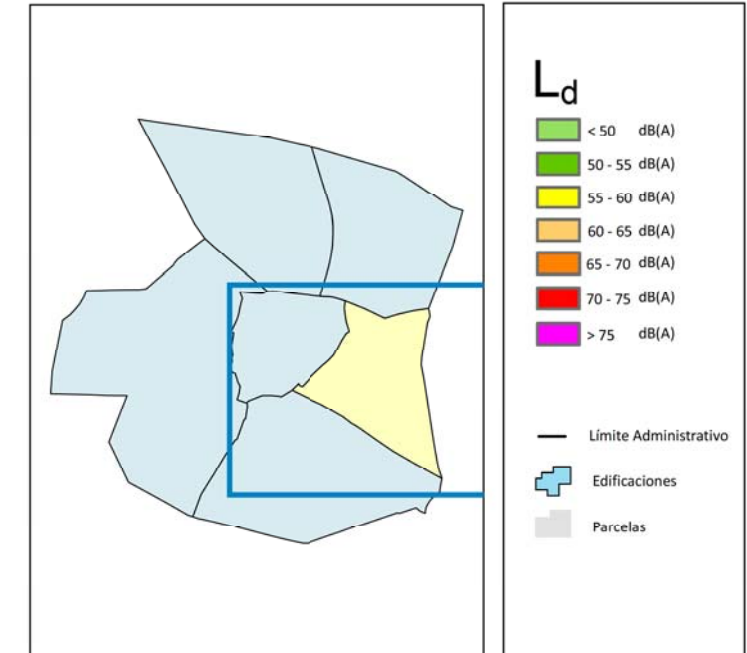 Ld
< 50 dB(A)
50 - 55 dB(A)
55 - 60 dB(A)
60 - 65 dB(A)
65 - 70 dB(A)
70 - 75 dB(A)
> 75 dB(A)
Límite Administrativo
Edificaciones
Parcelas